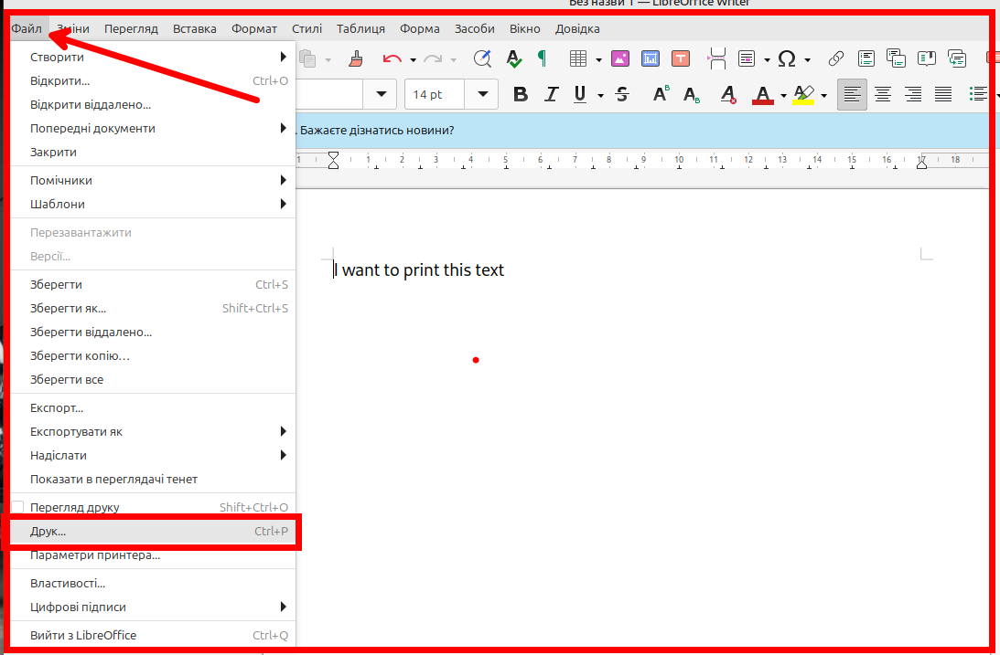 Без назви 1 — LibreOffice Writer
Файл Зміни Перегляд Вставка Формат Стилі Таблиця Форма Засоби Вікно Довідка
Створити
Відкрити... Ctrl+O
Відкрити віддалено...
Попередні документи
Закрити
Помічники
Шаблони
Перезавантажити
Версії...
Зберегти Ctrl+S
Зберегти як... Shift+Ctrl+S
Зберегти віддалено...
Зберегти копію…
Зберегти все
Експорт...
Експортувати як
Надіслати
Показати в переглядачі тенет
Перегляд друку Shift+Ctrl+O
Друк... Ctrl+P
Параметри принтера...
Властивості...
Цифрові підписи
Вийти з LibreOffice Ctrl+Q
14 pt
. Бажаєте дізнатись новини?
1 1 2 3 4 5 6 7 8 9 10 11 12 13 14 15 16 17 18
I want to print this text